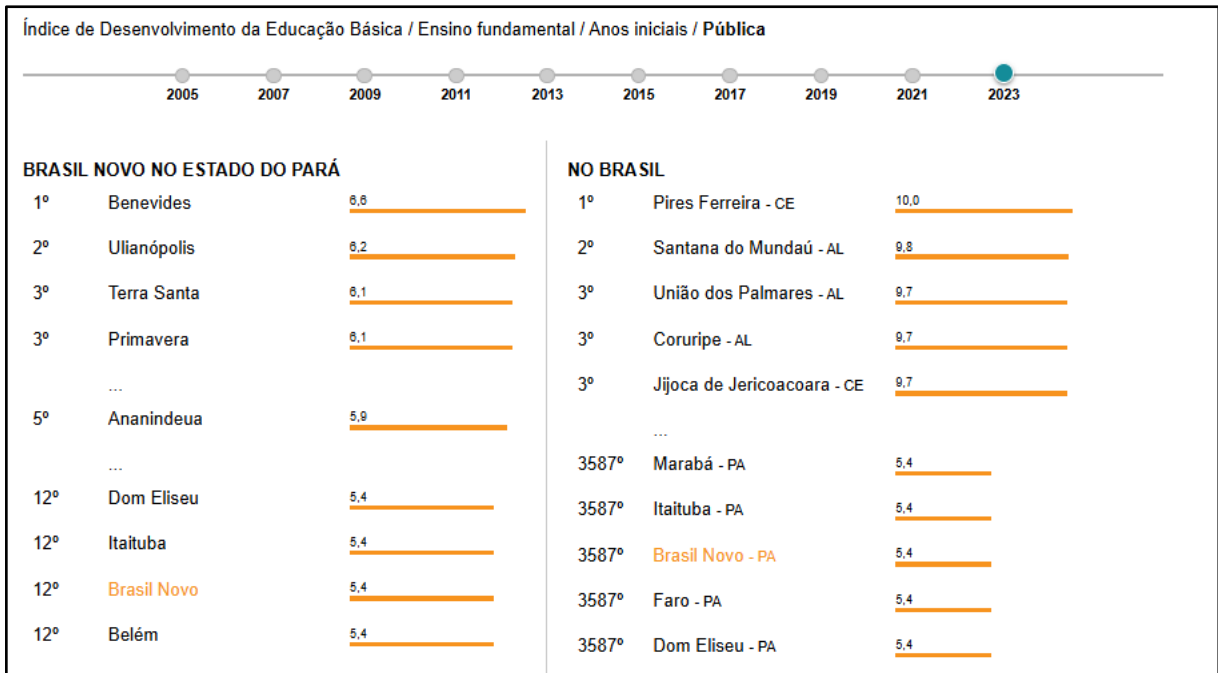 Índice de Desenvolvimento da Educação Básica / Ensino fundamental / Anos iniciais / Pública
2005 2007 2009 2011 2013 2015 2017 2019 2021 2023
BRASIL NOVO NO ESTADO DO PARÁ
1º Benevides 6,6
2º Ulianópolis 6,2
3º Terra Santa 6,1
3º Primavera 6,1
...
5º Ananindeua 5,9
...
12º Dom Eliseu 5,4
12º Itaituba 5,4
12º Brasil Novo 5,4
12º Belém 5,4
NO BRASIL
1º Pires Ferreira - CE 10,0
2º Santana do Mundaú - AL 9,8
3º União dos Palmares - AL 9,7
3º Coruripe - AL 9,7
3º Jijoca de Jericoacoara - CE 9,7
...
3587º Marabá - PA 5,4
3587º Itaituba - PA 5,4
3587º Brasil Novo - PA 5,4
3587º Faro - PA 5,4
3587º Dom Eliseu - PA 5,4